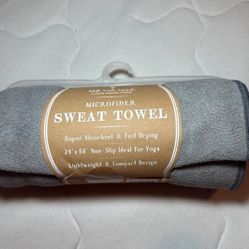 MICROFIBER
SWEAT TOWEL
Super Absorbent & Fast Drying
24"x 68" Non-Slip Ideal For Yoga
Lightweight & Compact Design